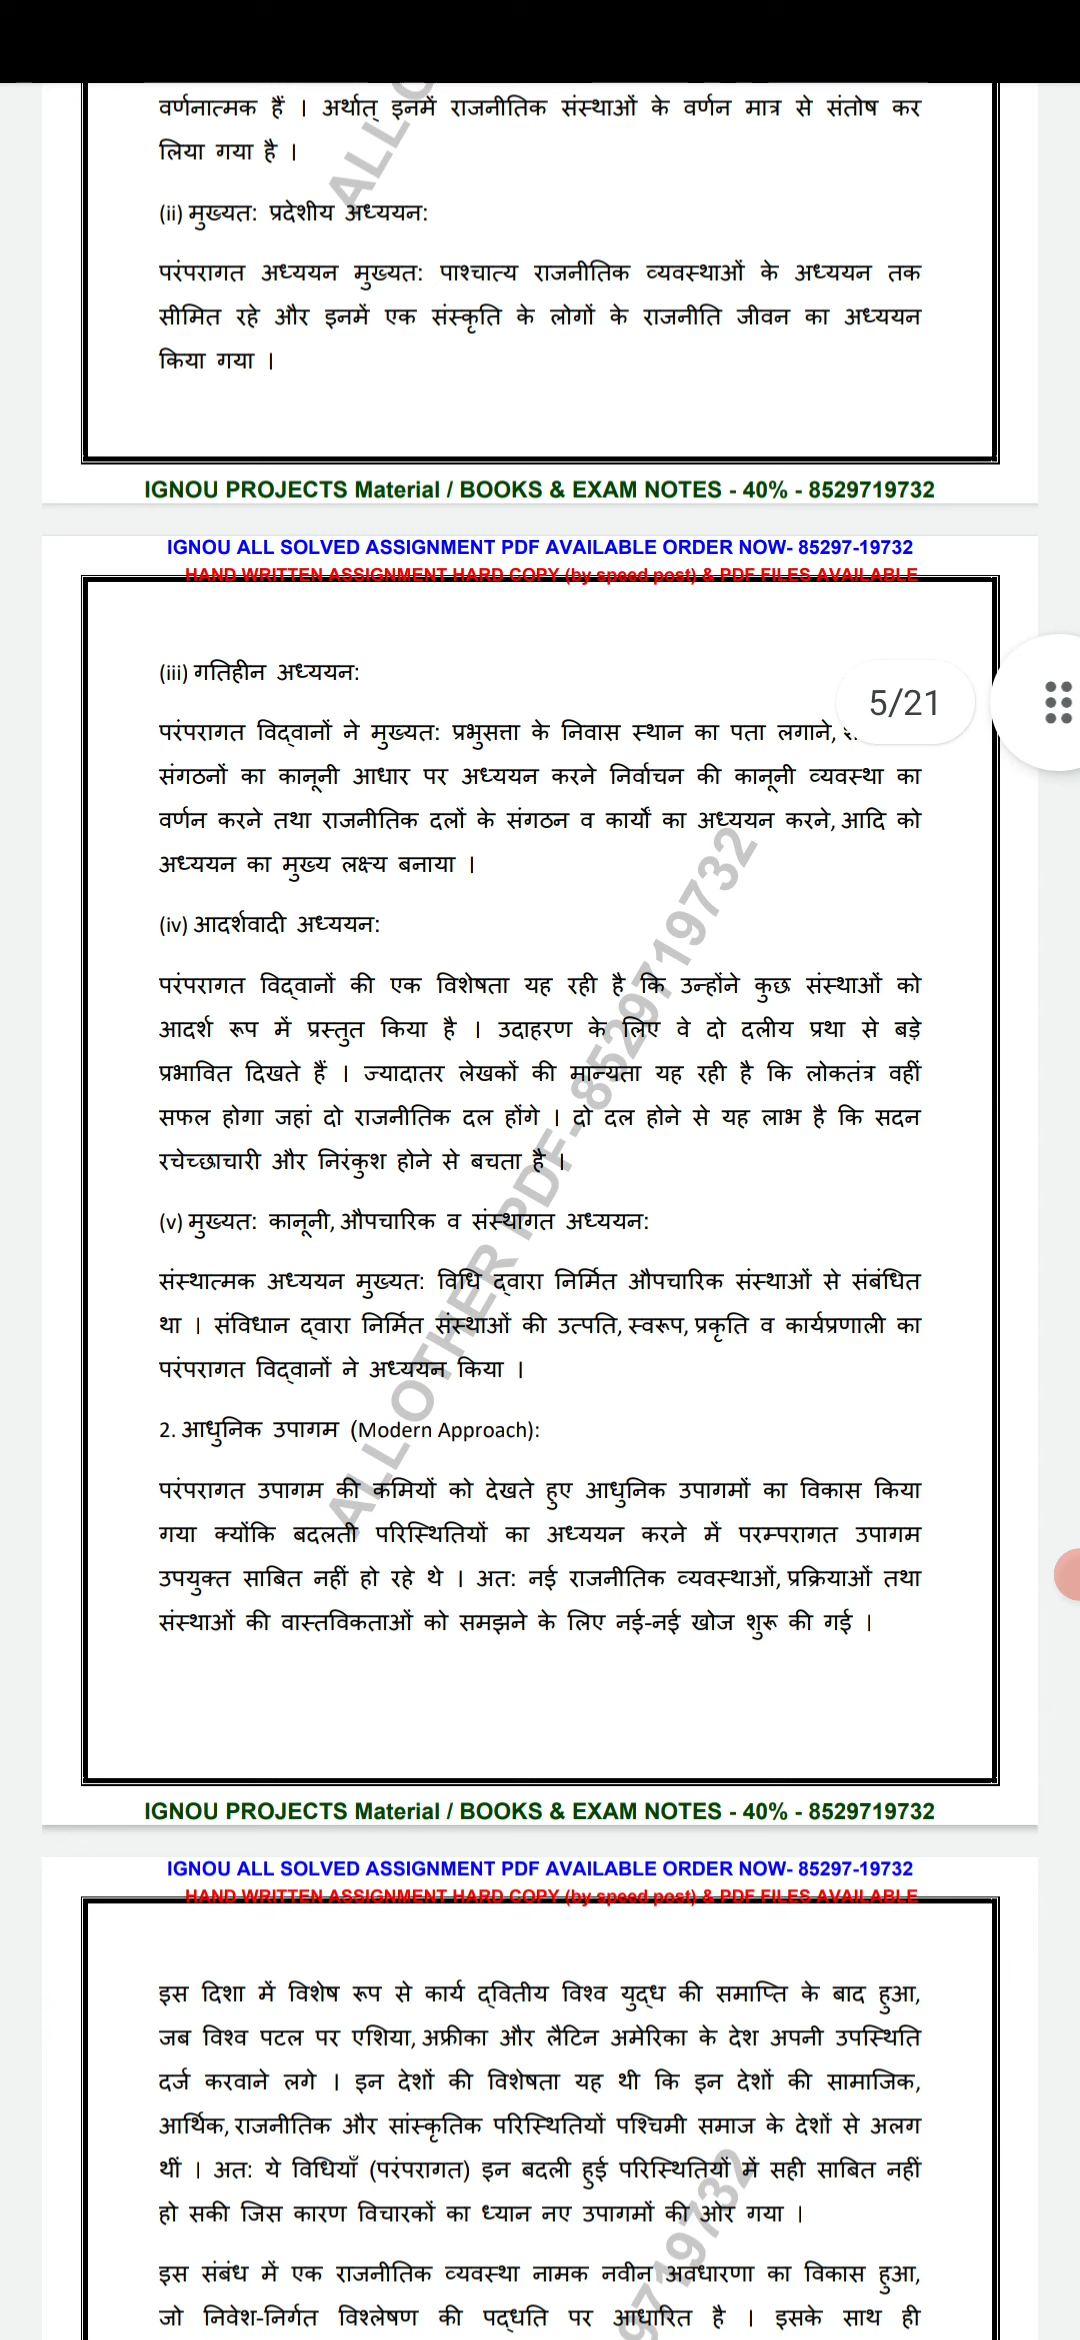 वर्णनात्मक हैं । अर्थात् इनमें राजनीतिक संस्थाओं के वर्णन मात्र से संतोष कर
लिया गया है ।
(ii) मुख्यत: प्रदेशीय अध्ययन:
परंपरागत अध्ययन मुख्यत: पाश्चात्य राजनीतिक व्यवस्थाओं के अध्ययन तक
सीमित रहे और इनमें एक संस्कृति के लोगों के राजनीति जीवन का अध्ययन
किया गया ।
IGNOU PROJECTS Material / BOOKS & EXAM NOTES - 40% - 8529719732
IGNOU ALL SOLVED ASSIGNMENT PDF AVAILABLE ORDER NOW- 85297-19732
HAND WRITTEN ASSIGNMENT HARD COPY (by speed post) & PDF FILES AVAILABLE
(iii) गतिहीन अध्ययन:
5/21
परंपरागत विद्वानों ने मुख्यत: प्रभुसत्ता के निवास स्थान का पता लगाने,
संगठनों का कानूनी आधार पर अध्ययन करने निर्वाचन की कानूनी व्यवस्था का
वर्णन करने तथा राजनीतिक दलों के संगठन व कार्यों का अध्ययन करने, आदि को
अध्ययन का मुख्य लक्ष्य बनाया ।
(iv) आदर्शवादी अध्ययन:
परंपरागत विद्वानों की एक विशेषता यह रही है कि उन्होंने कुछ संस्थाओं को
आदर्श रूप में प्रस्तुत किया है । उदाहरण के लिए वे दो दलीय प्रथा से बड़े
प्रभावित दिखते हैं । ज्यादातर लेखकों की मान्यता यह रही है कि लोकतंत्र वहीं
सफल होगा जहां दो राजनीतिक दल होंगे । दो दल होने से यह लाभ है कि सदन
रचेच्छाचारी और निरंकुश होने से बचता है ।
(v) मुख्यत: कानूनी, औपचारिक व संस्थागत अध्ययन:
संस्थात्मक अध्ययन मुख्यत: विधि द्वारा निर्मित औपचारिक संस्थाओं से संबंधित
था । संविधान द्वारा निर्मित संस्थाओं की उत्पति, स्वरूप, प्रकृति व कार्यप्रणाली का
परंपरागत विद्वानों ने अध्ययन किया ।
2. आधुनिक उपागम (Modern Approach):
परंपरागत उपागम की कमियों को देखते हुए आधुनिक उपागमों का विकास किया
गया क्योंकि बदलती परिस्थितियों का अध्ययन करने में परम्परागत उपागम
उपयुक्त साबित नहीं हो रहे थे । अत: नई राजनीतिक व्यवस्थाओं, प्रक्रियाओं तथा
संस्थाओं की वास्तविकताओं को समझने के लिए नई-नई खोज शुरू की गई ।
ALL OTHER PDF- 8529719732
IGNOU PROJECTS Material / BOOKS & EXAM NOTES - 40% - 8529719732
IGNOU ALL SOLVED ASSIGNMENT PDF AVAILABLE ORDER NOW- 85297-19732
HAND WRITTEN ASSIGNMENT HARD COPY (by speed post) & PDF FILES AVAILABLE
इस दिशा में विशेष रूप से कार्य द्वितीय विश्व युद्ध की समाप्ति के बाद हुआ,
जब विश्व पटल पर एशिया, अफ्रीका और लैटिन अमेरिका के देश अपनी उपस्थिति
दर्ज करवाने लगे । इन देशों की विशेषता यह थी कि इन देशों की सामाजिक,
आर्थिक, राजनीतिक और सांस्कृतिक परिस्थितियों पश्चिमी समाज के देशों से अलग
थीं । अत: ये विधियाँ (परंपरागत) इन बदली हुई परिस्थितियों में सही साबित नहीं
हो सकी जिस कारण विचारकों का ध्यान नए उपागमों की ओर गया ।
इस संबंध में एक राजनीतिक व्यवस्था नामक नवीन अवधारणा का विकास हुआ,
जो निवेश-निर्गत विश्लेषण की पद्धति पर आधारित है । इसके साथ ही